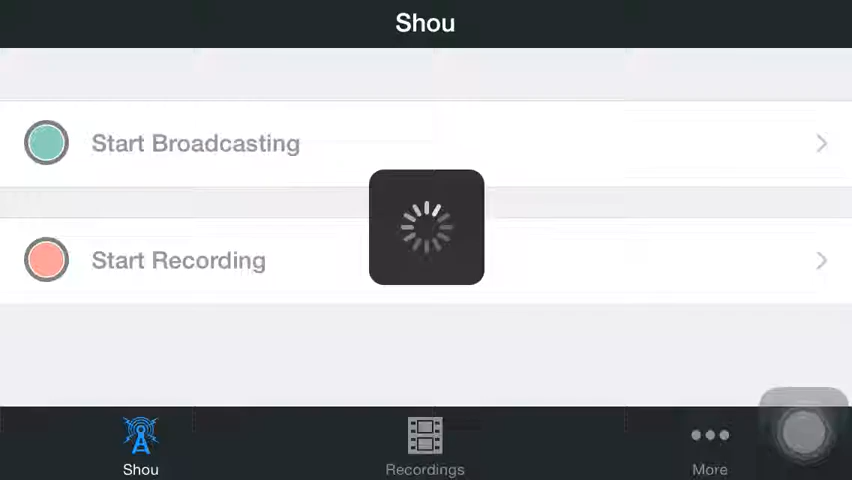 Shou
Start Broadcasting
Start Recording
Shou
Recordings
More